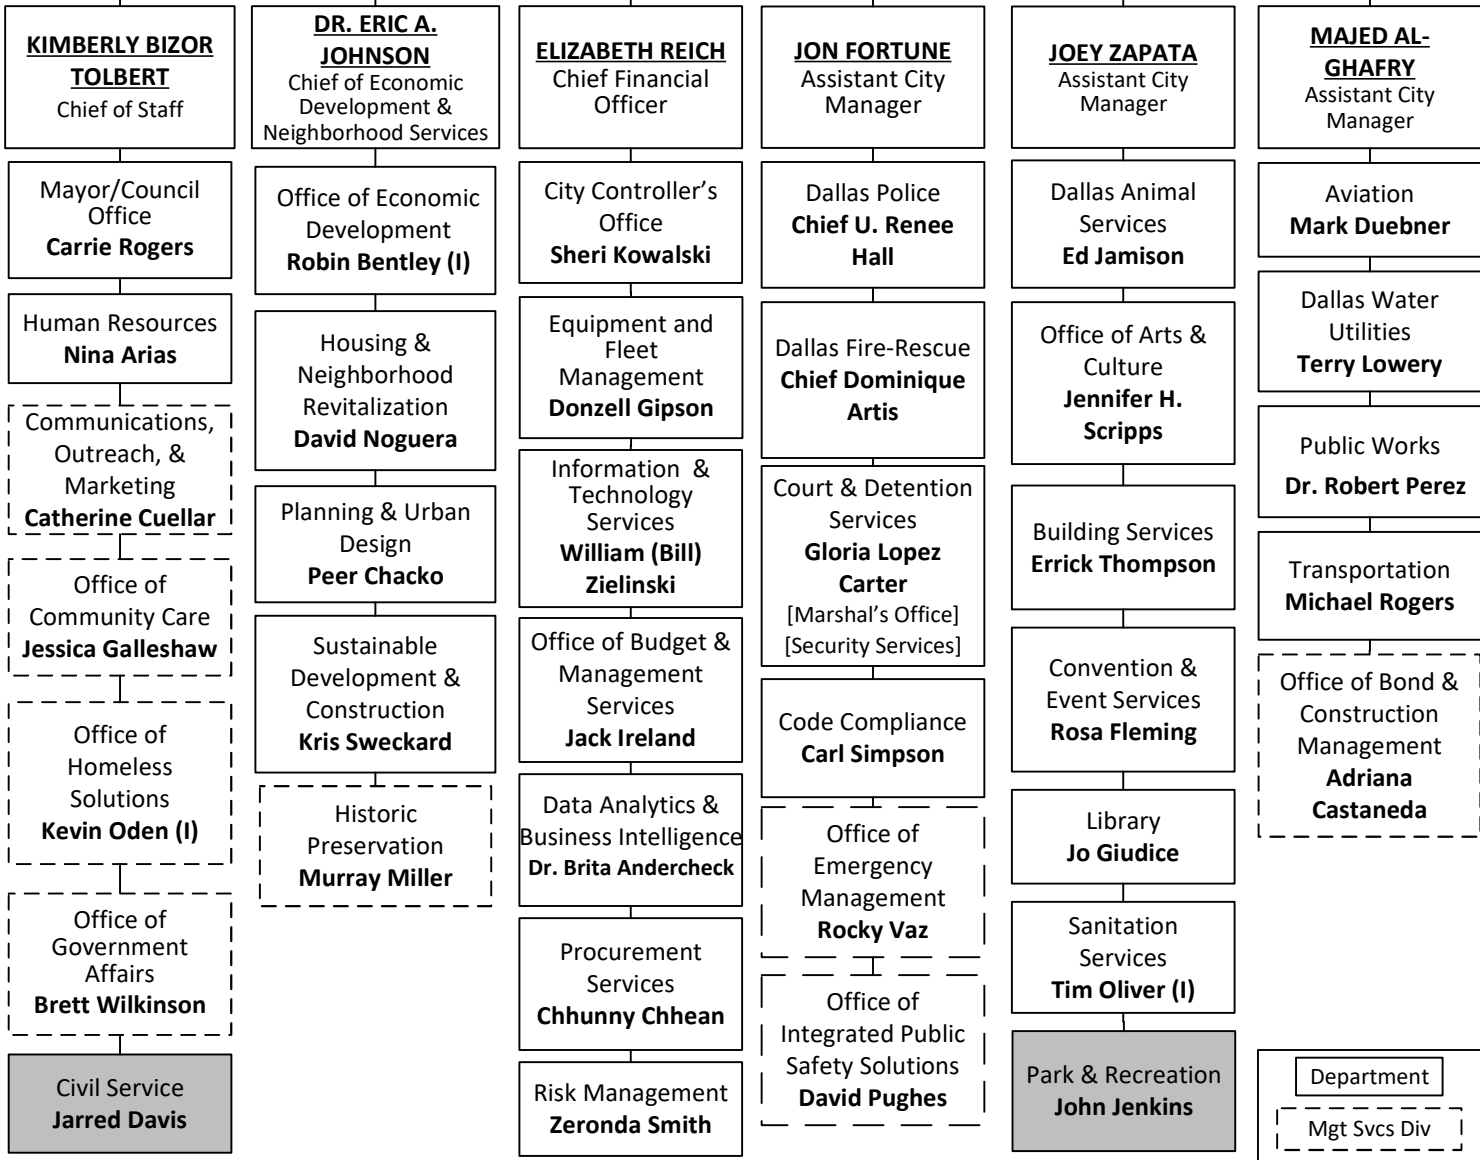 KIMBERLY BIZOR
TOLBERT
Chief of Staff
Mayor/Council
Office
Carrie Rogers
Human Resources
Nina Arias
Communications,
Outreach, &
Marketing
Catherine Cuellar
Office of
Community Care
Jessica Galleshaw
Office of
Homeless
Solutions
Kevin Oden (I)
Office of
Government
Affairs
Brett Wilkinson
Civil Service
Jarred Davis
DR. ERIC A.
JOHNSON
Chief of Economic
Development &
Neighborhood Services
Office of Economic
Development
Robin Bentley (I)
Housing &
Neighborhood
Revitalization
David Noguera
Planning & Urban
Design
Peer Chacko
Sustainable
Development &
Construction
Kris Sweckard
Historic
Preservation
Murray Miller
ELIZABETH REICH
Chief Financial
Officer
City Controller’s
Office
Sheri Kowalski
Equipment and
Fleet
Management
Donzell Gipson
Information &
Technology
Services
William (Bill)
Zielinski
Office of Budget &
Management
Services
Jack Ireland
Data Analytics &
Business Intelligence
Dr. Brita Andercheck
Procurement
Services
Chhunny Chhean
Risk Management
Zeronda Smith
JON FORTUNE
Assistant City
Manager
Dallas Police
Chief U. Renee
Hall
Dallas Fire-Rescue
Chief Dominique
Artis
Court & Detention
Services
Gloria Lopez
Carter
[Marshal’s Office]
[Security Services]
Code Compliance
Carl Simpson
Office of
Emergency
Management
Rocky Vaz
Office of
Integrated Public
Safety Solutions
David Pughes
JOEY ZAPATA
Assistant City
Manager
Dallas Animal
Services
Ed Jamison
Office of Arts &
Culture
Jennifer H.
Scripps
Building Services
Errick Thompson
Convention &
Event Services
Rosa Fleming
Library
Jo Giudice
Sanitation
Services
Tim Oliver (I)
Park & Recreation
John Jenkins
MAJED AL-
GHAFRY
Assistant City
Manager
Aviation
Mark Duebner
Dallas Water
Utilities
Terry Lowery
Public Works
Dr. Robert Perez
Transportation
Michael Rogers
Office of Bond &
Construction
Management
Adriana
Castaneda
Department
Mgt Svcs Div